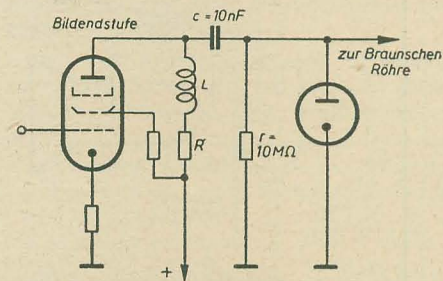 Bildendstufe
c = 10nF
zur Braunschen
Röhre
L
R
r =
10MΩ
+